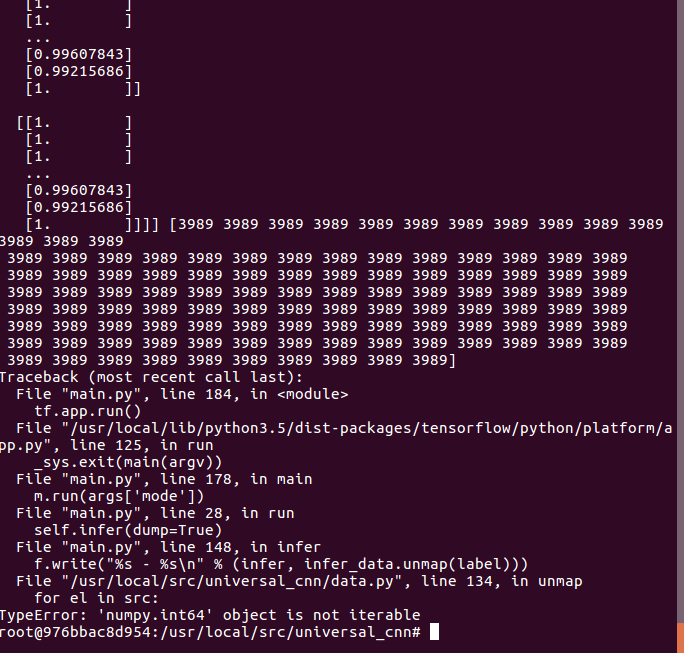 [1.         ]
[1.         ]
...
[0.99607843]
[0.99215686]
[1.         ]]
[[1.         ]
[1.         ]
[1.         ]
...
[0.99607843]
[0.99215686]
[1.         ]]]] [3989 3989 3989 3989 3989 3989 3989 3989 3989 3989 3989
3989 3989 3989
3989 3989 3989 3989 3989 3989 3989 3989 3989 3989 3989 3989 3989 3989
3989 3989 3989 3989 3989 3989 3989 3989 3989 3989 3989 3989 3989 3989
3989 3989 3989 3989 3989 3989 3989 3989 3989 3989 3989 3989 3989 3989
3989 3989 3989 3989 3989 3989 3989 3989 3989 3989 3989 3989 3989 3989
3989 3989 3989 3989 3989 3989 3989 3989 3989 3989 3989 3989 3989 3989
3989 3989 3989 3989 3989 3989 3989 3989 3989 3989 3989 3989 3989 3989
3989 3989 3989 3989 3989 3989 3989 3989 3989 3989]
Traceback (most recent call last):
  File "main.py", line 184, in <module>
    tf.app.run()
  File "/usr/local/lib/python3.5/dist-packages/tensorflow/python/platform/a
pp.py", line 125, in run
    _sys.exit(main(argv))
  File "main.py", line 178, in main
    m.run(args['mode'])
  File "main.py", line 28, in run
    self.infer(dump=True)
  File "main.py", line 148, in infer
    f.write("%s - %s\n" % (infer, infer_data.unmap(label)))
  File "/usr/local/src/universal_cnn/data.py", line 134, in unmap
    for el in src:
TypeError: 'numpy.int64' object is not iterable
root@976bbac8d954:/usr/local/src/universal_cnn#